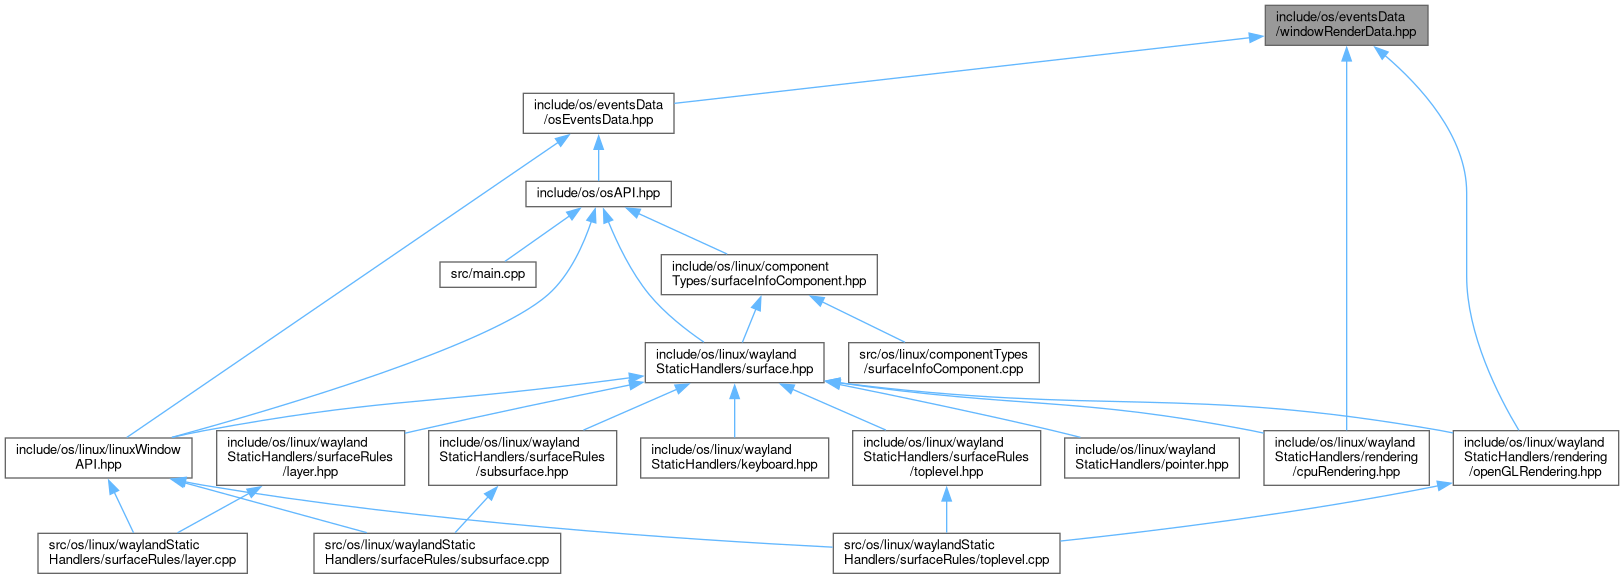 include/os/eventsData
/windowRenderData.hpp
include/os/eventsData
/osEventsData.hpp
include/os/osAPI.hpp
src/main.cpp
include/os/linux/component
Types/surfaceInfoComponent.hpp
include/os/linux/wayland
StaticHandlers/surface.hpp
src/os/linux/componentTypes
/surfaceInfoComponent.cpp
include/os/linux/linuxWindow
API.hpp
include/os/linux/wayland
StaticHandlers/surfaceRules
/layer.hpp
include/os/linux/wayland
StaticHandlers/surfaceRules
/subsurface.hpp
include/os/linux/wayland
StaticHandlers/keyboard.hpp
include/os/linux/wayland
StaticHandlers/surfaceRules
/toplevel.hpp
include/os/linux/wayland
StaticHandlers/pointer.hpp
include/os/linux/wayland
StaticHandlers/rendering
/cpuRendering.hpp
include/os/linux/wayland
StaticHandlers/rendering
/openGLRendering.hpp
src/os/linux/waylandStatic
Handlers/surfaceRules/layer.cpp
src/os/linux/waylandStatic
Handlers/surfaceRules/subsurface.cpp
src/os/linux/waylandStatic
Handlers/surfaceRules/toplevel.cpp